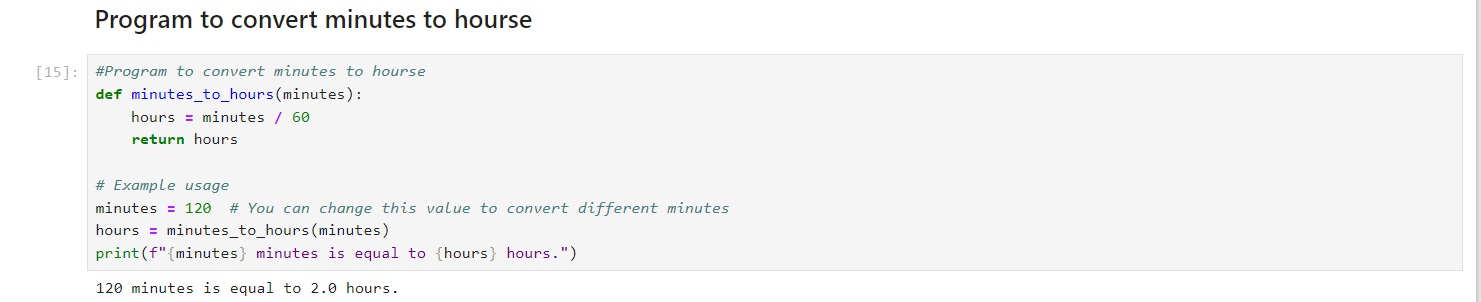 Program to convert minutes to hourse
[15]:
#Program to convert minutes to hourse
def minutes_to_hours(minutes):
    hours = minutes / 60
    return hours
# Example usage
minutes = 120  # You can change this value to convert different minutes
hours = minutes_to_hours(minutes)
print(f"{minutes} minutes is equal to {hours} hours.")
120 minutes is equal to 2.0 hours.